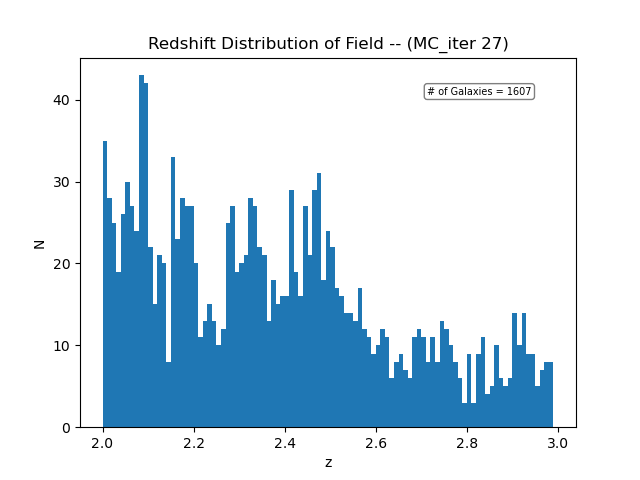 Redshift Distribution of Field -- (MC_iter 27)
# of Galaxies = 1607
40
30
20
10
0
N
2.0 2.2 2.4 2.6 2.8 3.0
z